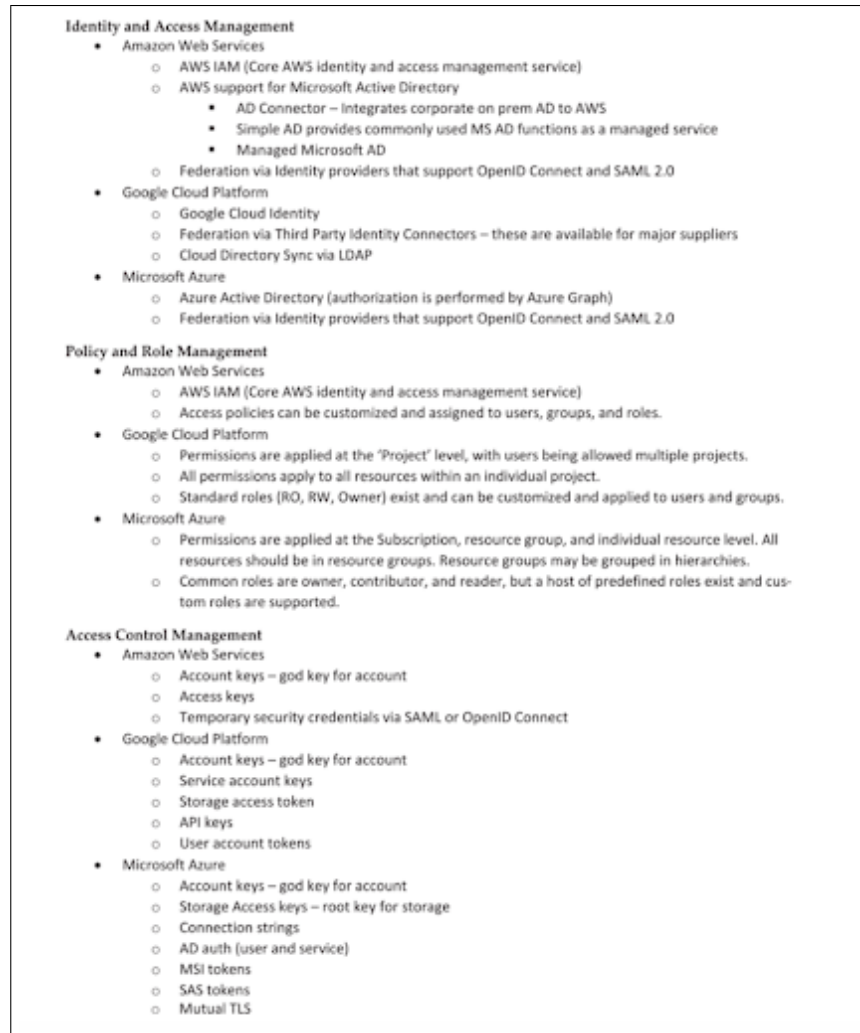 Identity and Access Management
• Amazon Web Services
o AWS IAM (Core AWS identity and access management service)
o AWS support for Microsoft Active Directory
▪ AD Connector – Integrates corporate on prem AD to AWS
▪ Simple AD provides commonly used MS AD functions as a managed service
▪ Managed Microsoft AD
o Federation via Identity providers that support OpenID Connect and SAML 2.0
• Google Cloud Platform
o Google Cloud Identity
o Federation via Third Party Identity Connectors – these are available for major suppliers
o Cloud Directory Sync via LDAP
• Microsoft Azure
o Azure Active Directory (authorization is performed by Azure Graph)
o Federation via Identity providers that support OpenID Connect and SAML 2.0
Policy and Role Management
• Amazon Web Services
o AWS IAM (Core AWS identity and access management service)
o Access policies can be customized and assigned to users, groups, and roles.
• Google Cloud Platform
o Permissions are applied at the ‘Project’ level, with users being allowed multiple projects.
o All permissions apply to all resources within an individual project.
o Standard roles (RO, RW, Owner) exist and can be customized and applied to users and groups.
• Microsoft Azure
o Permissions are applied at the Subscription, resource group, and individual resource level. All
resources should be in resource groups. Resource groups may be grouped in hierarchies.
o Common roles are owner, contributor, and reader, but a host of predefined roles exist and cus-
tom roles are supported.
Access Control Management
• Amazon Web Services
o Account keys – god key for account
o Access keys
o Temporary security credentials via SAML or OpenID Connect
• Google Cloud Platform
o Account keys – god key for account
o Service account keys
o Storage access token
o API keys
o User account tokens
• Microsoft Azure
o Account keys – god key for account
o Storage Access keys – root key for storage
o Connection strings
o AD auth (user and service)
o MSI tokens
o SAS tokens
o Mutual TLS